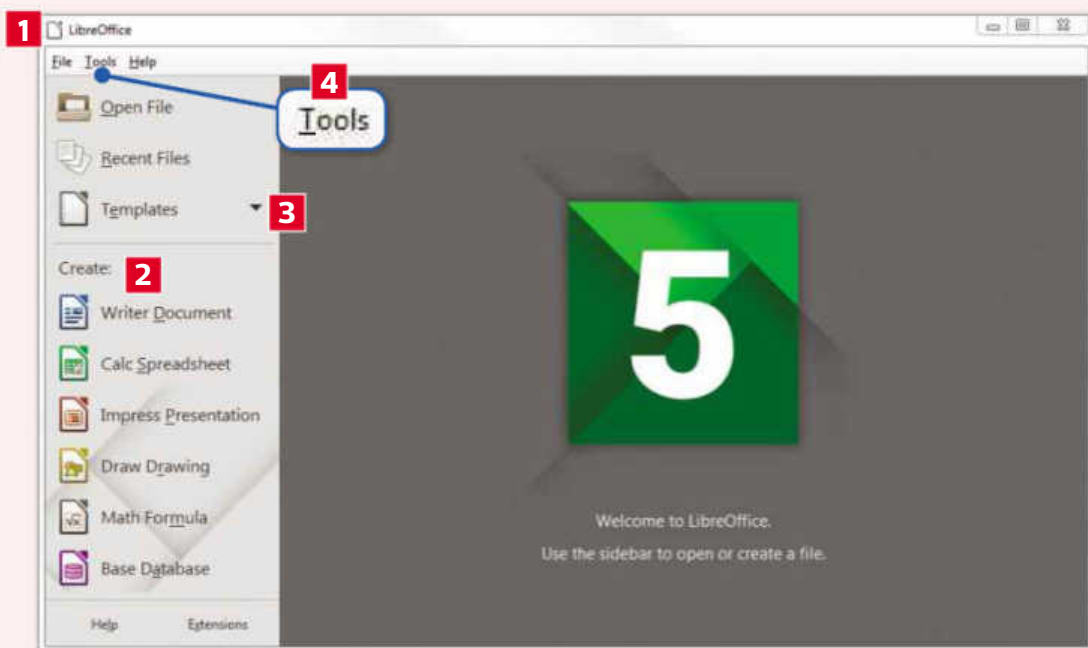 1 LibreOffice
File Tools Help
4
Tools
Open File
Recent Files
Templates 3
Create: 2
Writer Document
Calc Spreadsheet
Impress Presentation
Draw Drawing
Math Formula
Base Database
Help Extensions
5
Welcome to LibreOffice.
Use the sidebar to open or create a file.